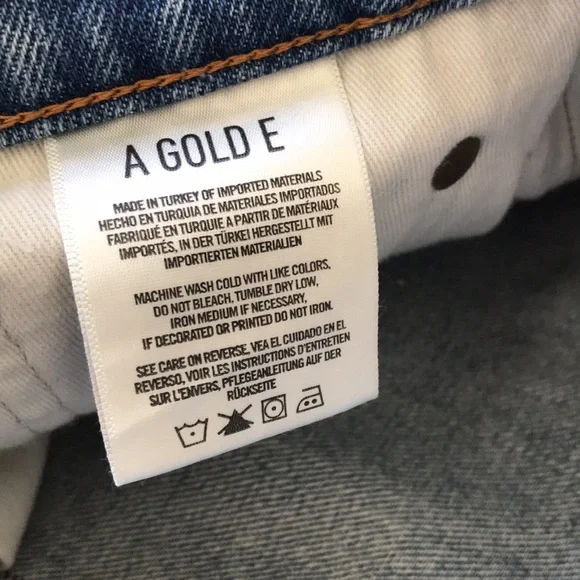 A GOLD E
MADE IN TURKEY OF IMPORTED MATERIALS
HECHO EN TURQUIA DE MATERIALES IMPORTADOS
FABRIQUÉ EN TURQUIE A PARTIR DE MATÉRIAUX
IMPORTÉS, IN DER TÜRKEI HERGESTELLT MIT
IMPORTIERTEN MATERIALIEN
MACHINE WASH COLD WITH LIKE COLORS,
DO NOT BLEACH, TUMBLE DRY LOW,
IRON MEDIUM IF NECESSARY,
IF DECORATED OR PRINTED DO NOT IRON.
SEE CARE ON REVERSE, VEA EL CUIDADO EN EL
REVERSO, VOIR LES INSTRUCTIONS D'ENTRETIEN
SUR L'ENVERS, PFLEGEANLEITUNG AUF DER
RÜCKSEITE